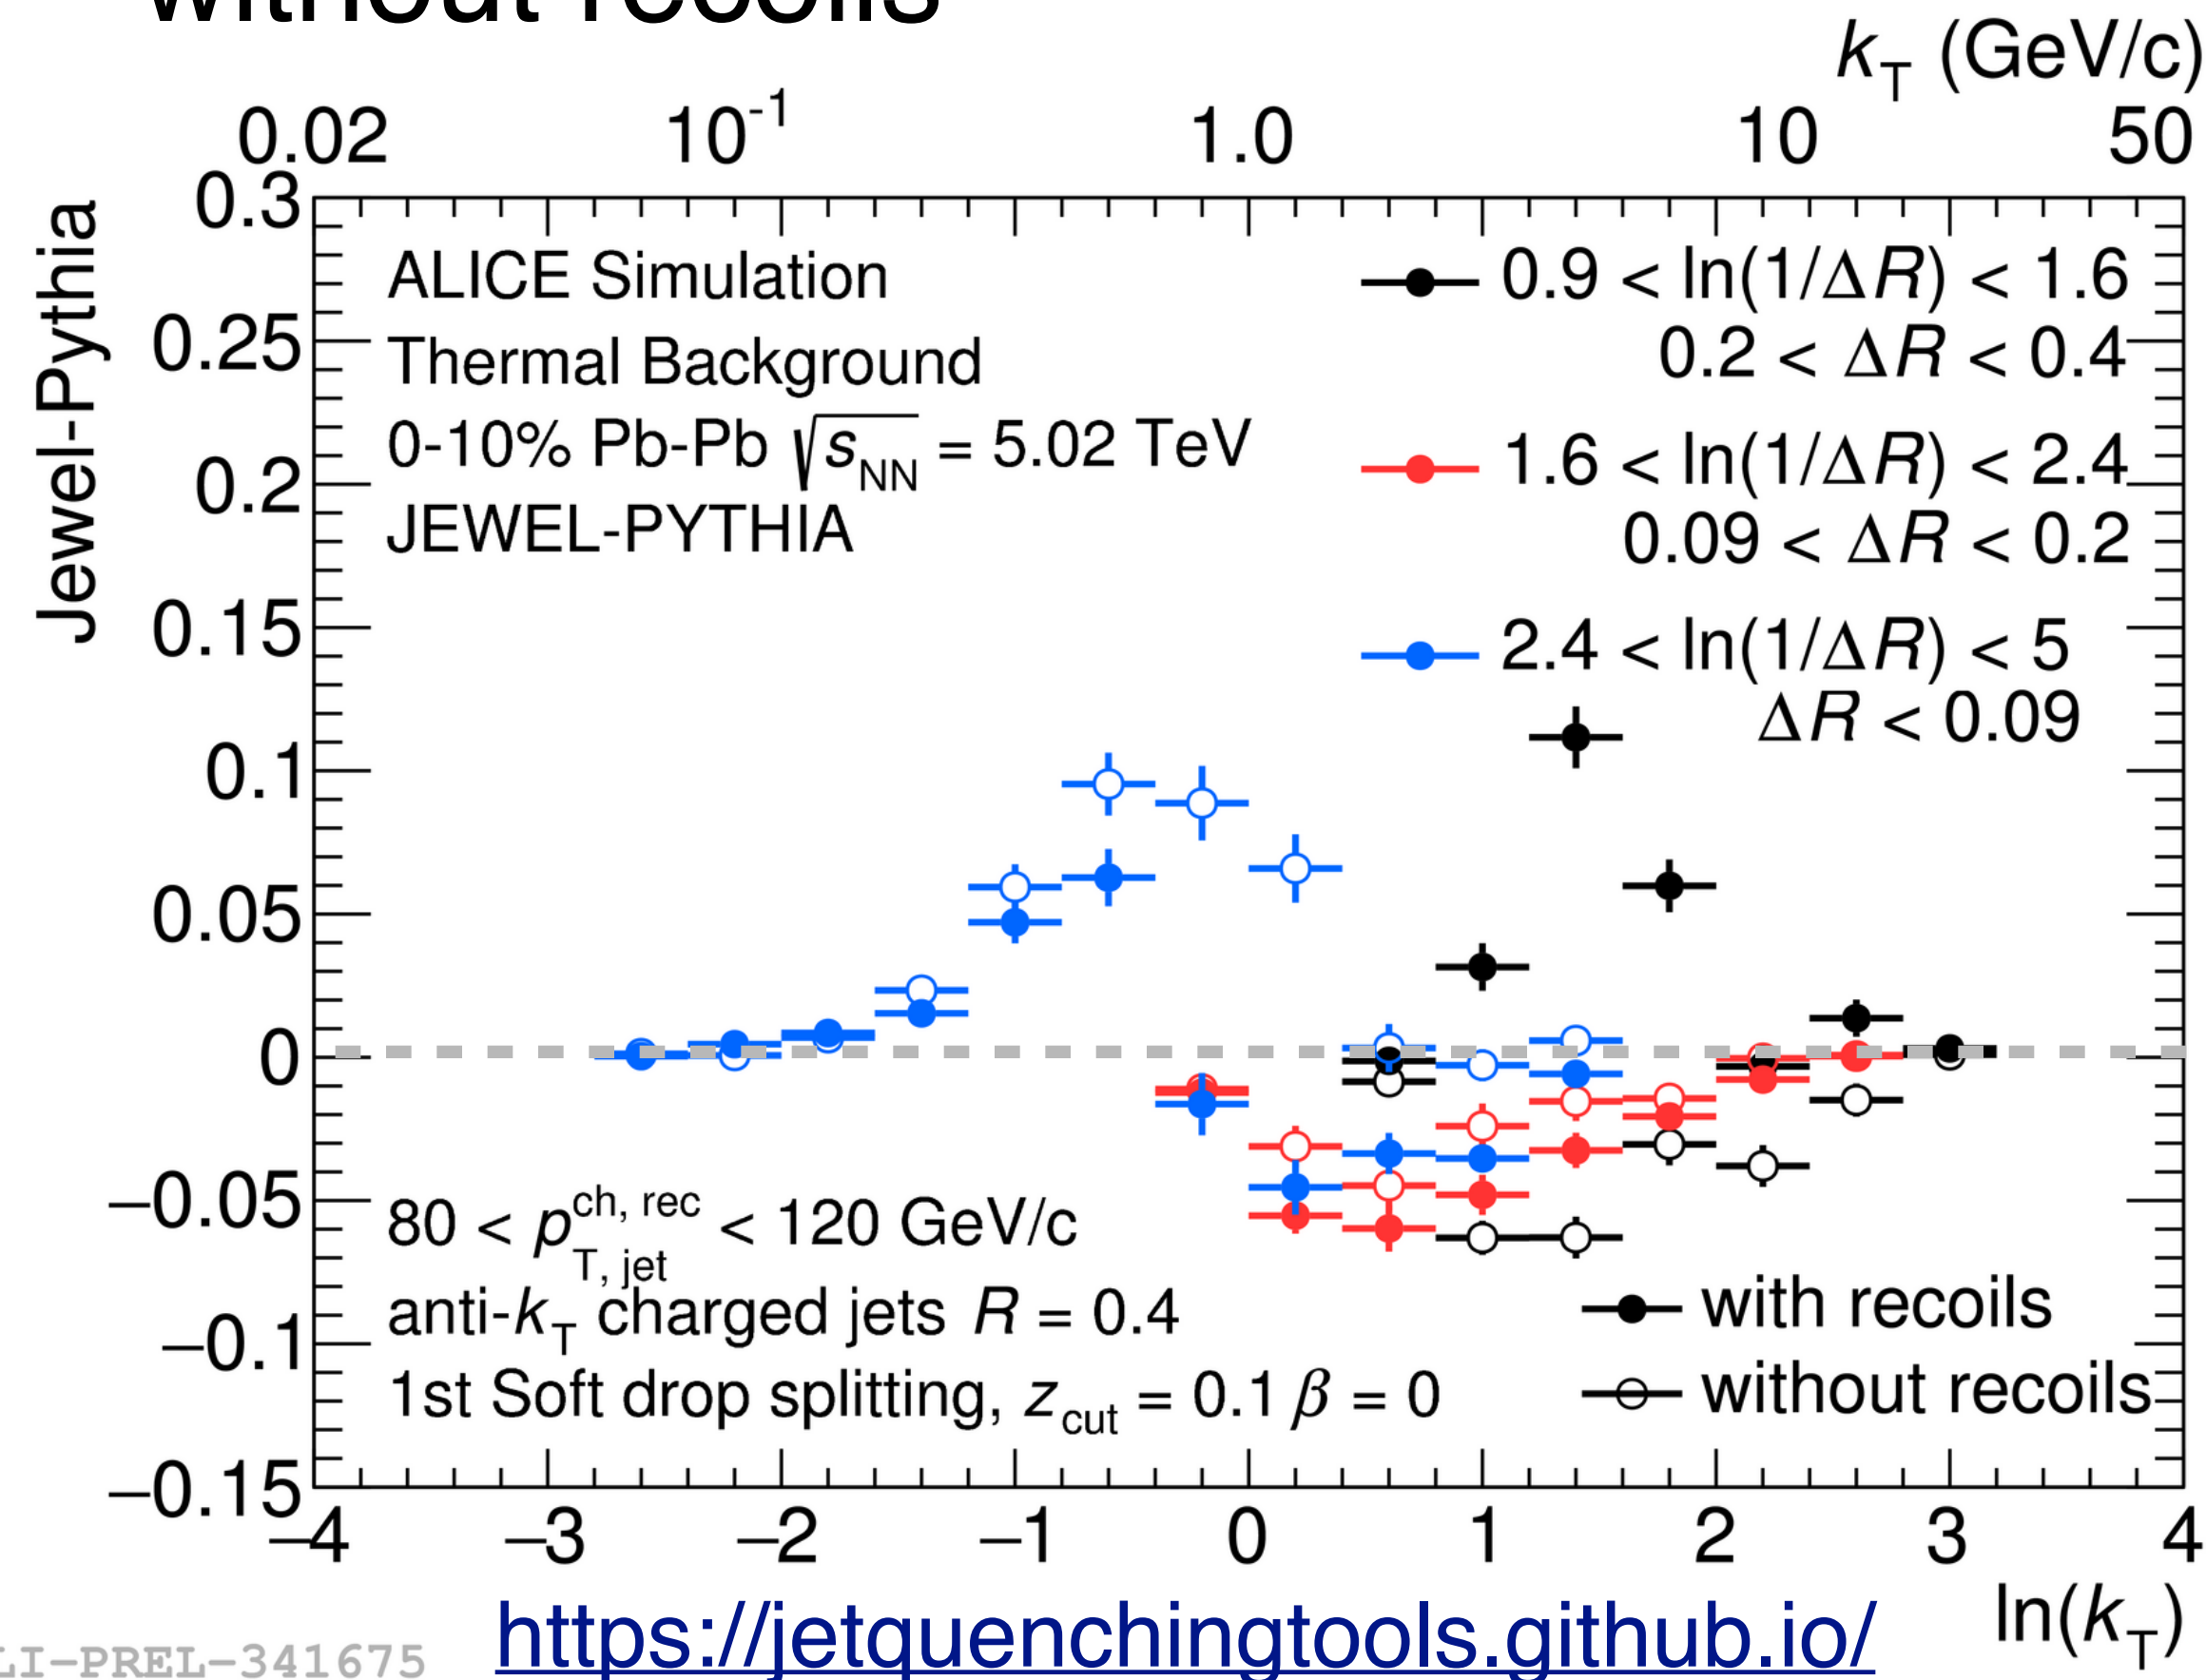 without recoils
k_T (GeV/c)
0.02 10^-1 1.0 10 50
Jewel-Pythia
0.3
0.25
0.2
0.15
0.1
0.05
0
−0.05
−0.1
−0.15
ALICE Simulation
Thermal Background
0-10% Pb-Pb √s_NN = 5.02 TeV
JEWEL-PYTHIA
0.9 < ln(1/ΔR) < 1.6
0.2 < ΔR < 0.4
1.6 < ln(1/ΔR) < 2.4
0.09 < ΔR < 0.2
2.4 < ln(1/ΔR) < 5
ΔR < 0.09
80 < p_T, jet^ch, rec < 120 GeV/c
anti-k_T charged jets R = 0.4
1st Soft drop splitting, z_cut = 0.1 β = 0
with recoils
without recoils
−4 −3 −2 −1 0 1 2 3 4
ln(k_T)
LI-PREL-341675
https://jetquenchingtools.github.io/